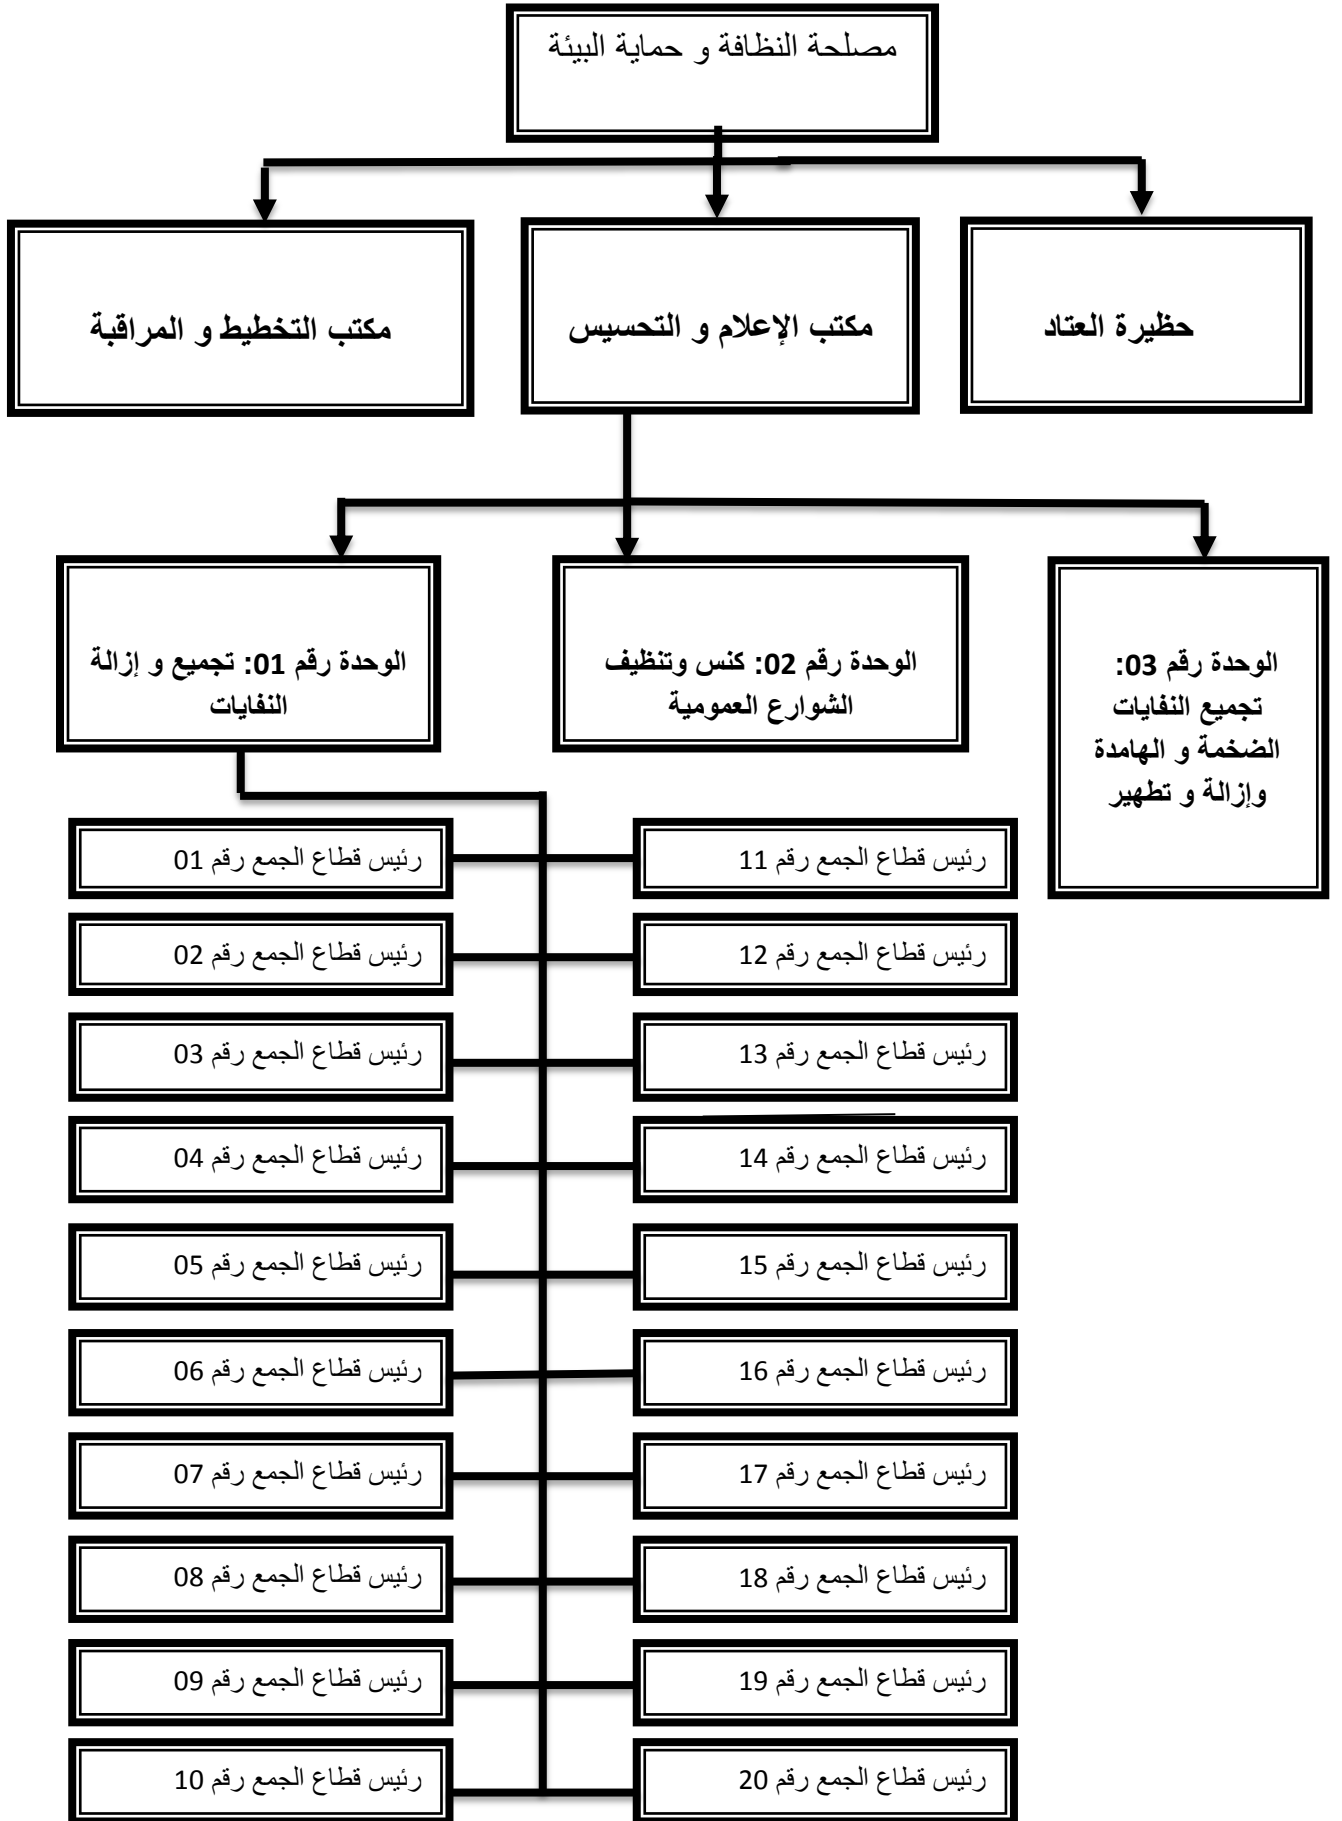 مصلحة النظافة و حماية البيئة
حظيرة العتاد
مكتب الإعلام و التحسيس
مكتب التخطيط و المراقبة
الوحدة رقم 03:
تجميع النفايات
الضخمة و الهامدة
وإزالة و تطهير
الوحدة رقم 02: كنس وتنظيف
الشوارع العمومية
الوحدة رقم 01: تجميع و إزالة
النفايات
رئيس قطاع الجمع رقم 11
رئيس قطاع الجمع رقم 01
رئيس قطاع الجمع رقم 12
رئيس قطاع الجمع رقم 02
رئيس قطاع الجمع رقم 13
رئيس قطاع الجمع رقم 03
رئيس قطاع الجمع رقم 14
رئيس قطاع الجمع رقم 04
رئيس قطاع الجمع رقم 15
رئيس قطاع الجمع رقم 05
رئيس قطاع الجمع رقم 16
رئيس قطاع الجمع رقم 06
رئيس قطاع الجمع رقم 17
رئيس قطاع الجمع رقم 07
رئيس قطاع الجمع رقم 18
رئيس قطاع الجمع رقم 08
رئيس قطاع الجمع رقم 19
رئيس قطاع الجمع رقم 09
رئيس قطاع الجمع رقم 20
رئيس قطاع الجمع رقم 10